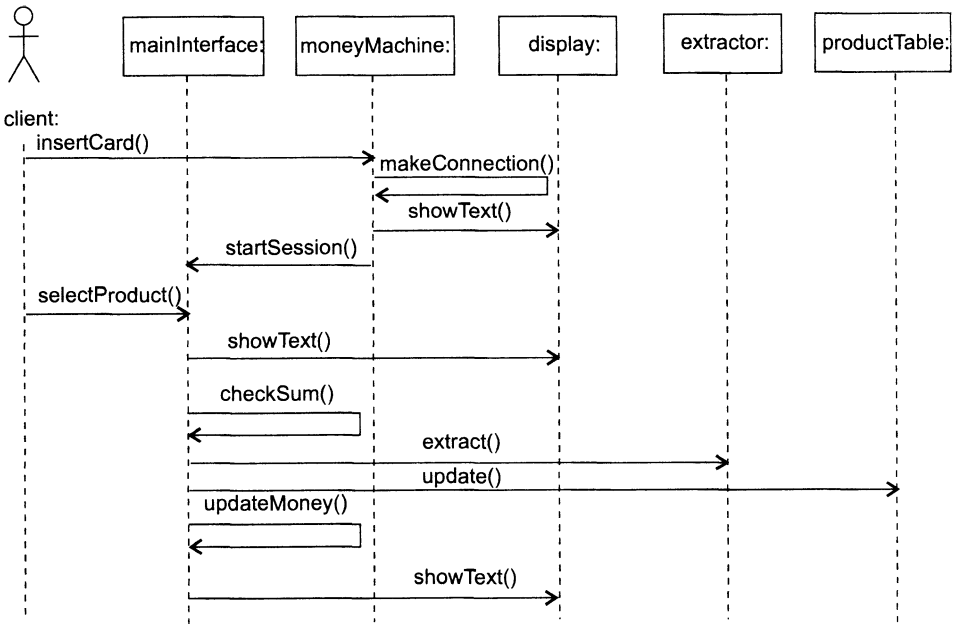 mainInterface:
moneyMachine:
display:
extractor:
productTable:
client:
insertCard()
makeConnection()
showText()
startSession()
selectProduct()
showText()
checkSum()
extract()
update()
updateMoney()
showText()